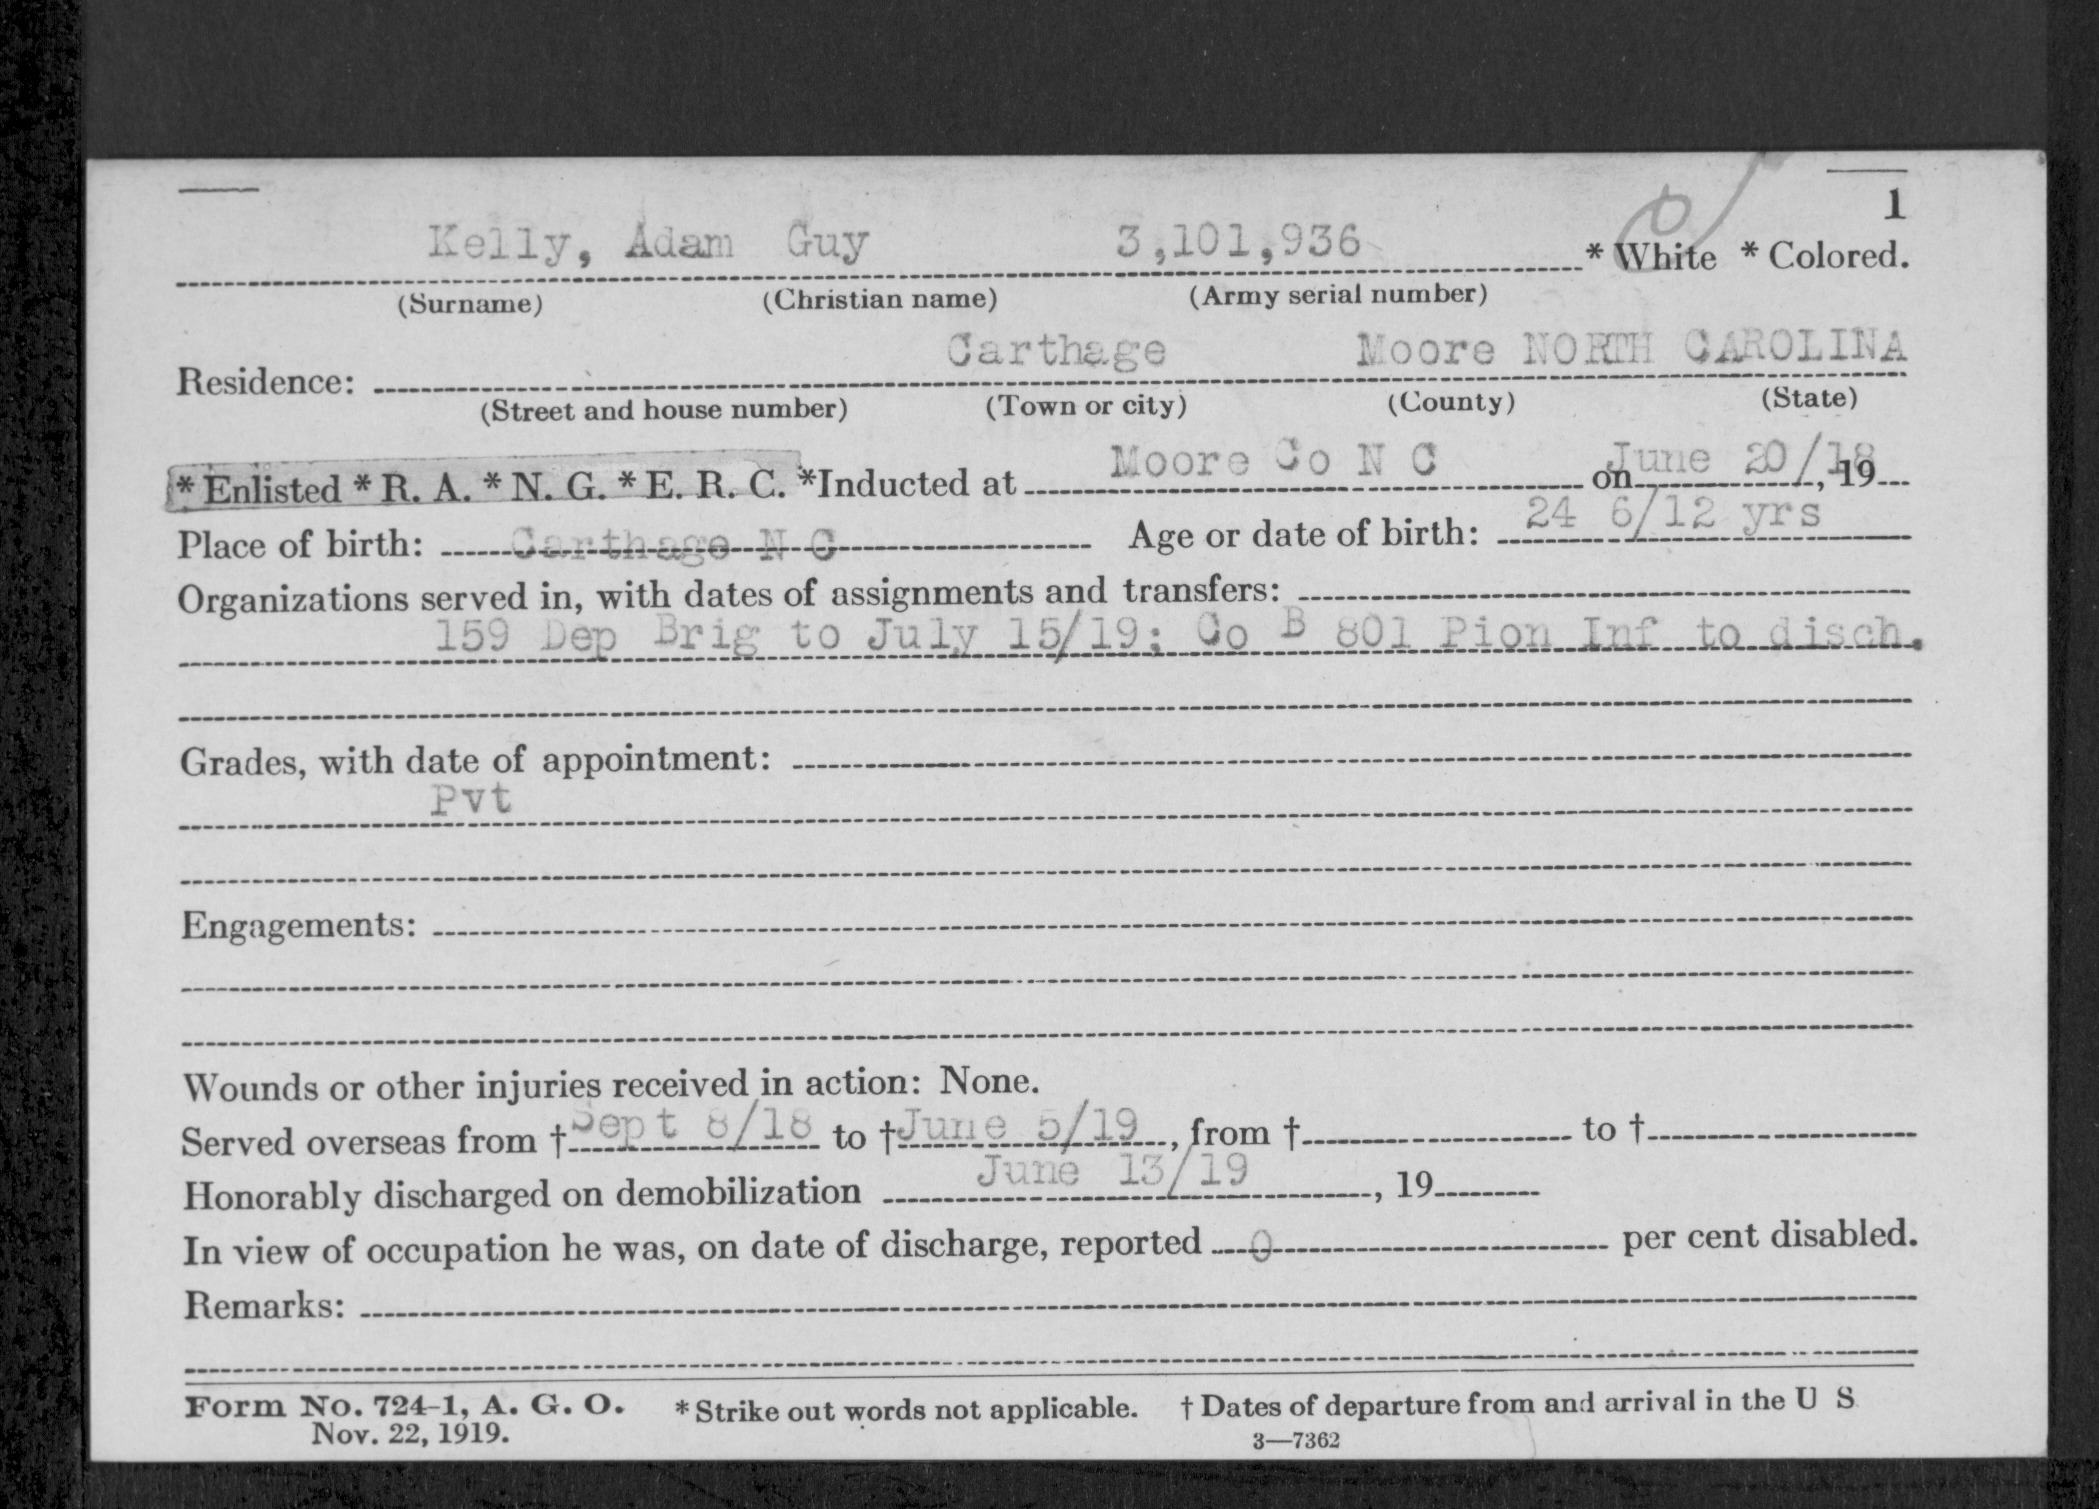 1
Kelly, Adam Guy 3,101,936 * White * Colored.
(Surname) (Christian name) (Army serial number)
Residence: Carthage Moore NORTH CAROLINA
(Street and house number) (Town or city) (County) (State)
* Enlisted * R. A. * N. G. * E. R. C. *Inducted at Moore Co N C on June 20/18, 19
Place of birth: Carthage N C Age or date of birth: 24 6/12 yrs
Organizations served in, with dates of assignments and transfers:
159 Dep Brig to July 15/19; Co B 801 Pion Inf to disch.
Grades, with date of appointment:
Pvt
Engagements:
Wounds or other injuries received in action: None.
Served overseas from † Sept 8/18 to † June 5/19, from † to †
Honorably discharged on demobilization June 13/19, 19
In view of occupation he was, on date of discharge, reported 0 per cent disabled.
Remarks:
Form No. 724-1, A. G. O. * Strike out words not applicable. † Dates of departure from and arrival in the U S
Nov. 22, 1919. 3—7362